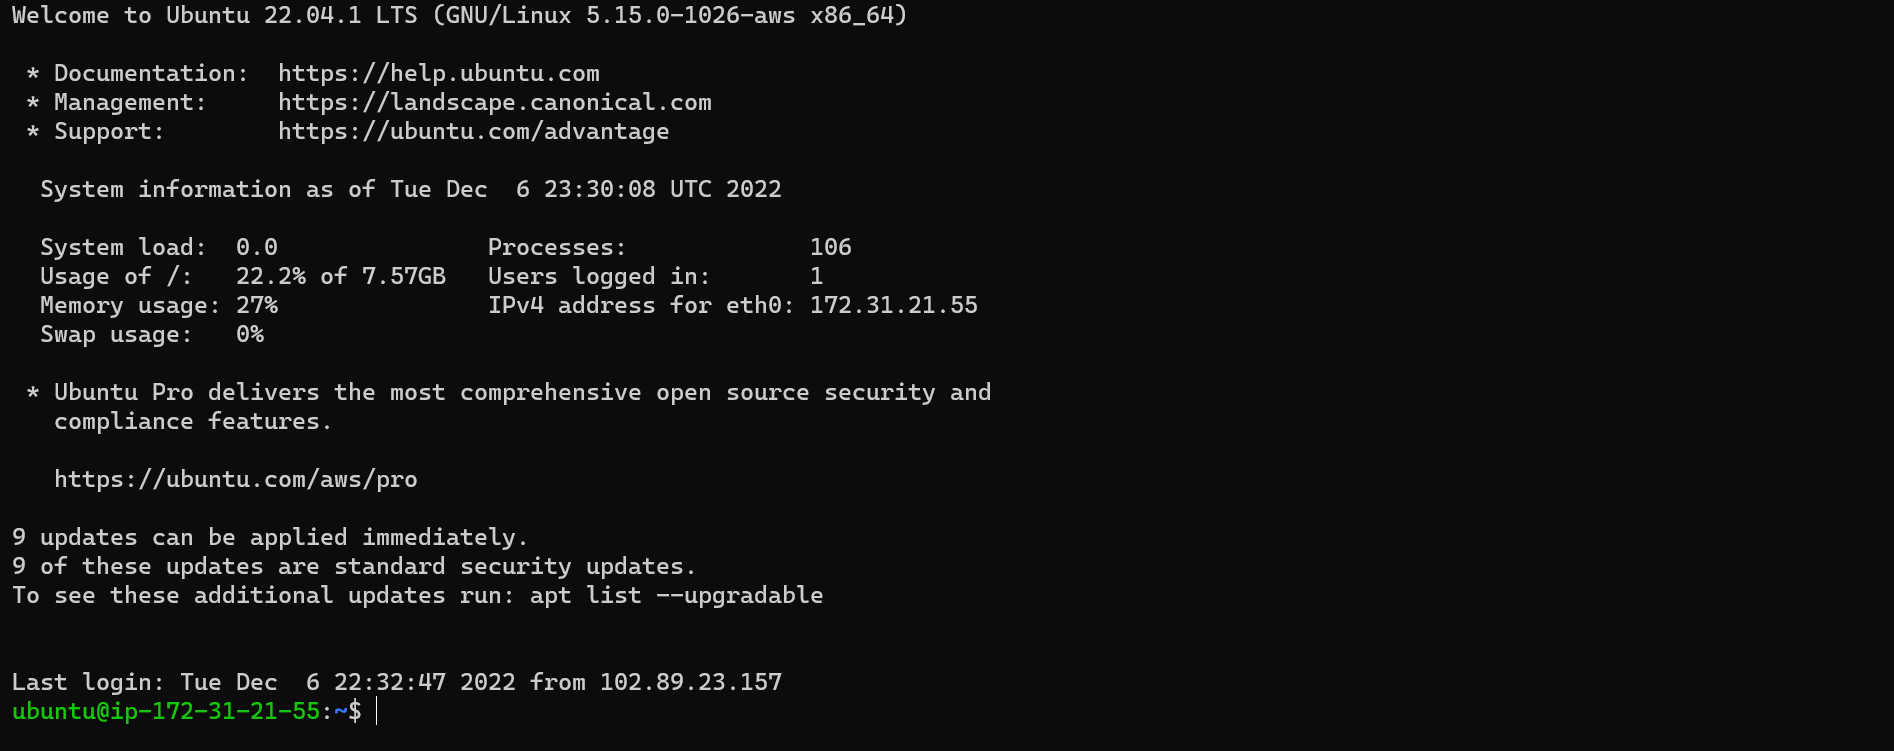 Welcome to Ubuntu 22.04.1 LTS (GNU/Linux 5.15.0-1026-aws x86_64)

 * Documentation:  https://help.ubuntu.com
 * Management:     https://landscape.canonical.com
 * Support:        https://ubuntu.com/advantage

  System information as of Tue Dec  6 23:30:08 UTC 2022

  System load:  0.0               Processes:             106
  Usage of /:   22.2% of 7.57GB   Users logged in:       1
  Memory usage: 27%               IPv4 address for eth0: 172.31.21.55
  Swap usage:   0%

 * Ubuntu Pro delivers the most comprehensive open source security and
   compliance features.

   https://ubuntu.com/aws/pro

9 updates can be applied immediately.
9 of these updates are standard security updates.
To see these additional updates run: apt list --upgradable


Last login: Tue Dec  6 22:32:47 2022 from 102.89.23.157
ubuntu@ip-172-31-21-55:~$